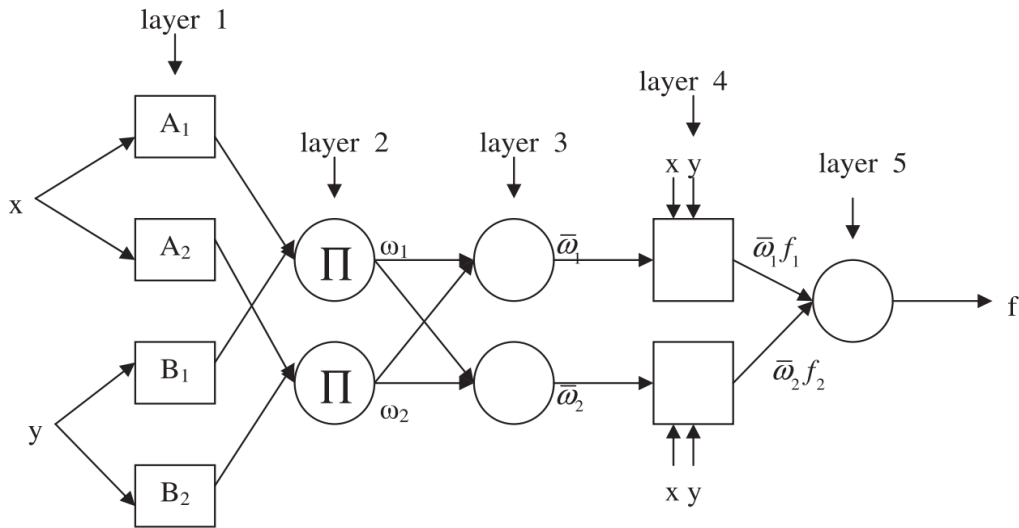 layer 1
layer 4
A₁
layer 2
layer 3
x y
layer 5
x
A₂
ω₁
ω̅₁
ω̅₁f₁
Π
f
B₁
Π
ω̅₂f₂
ω₂
ω̅₂
y
B₂
x y